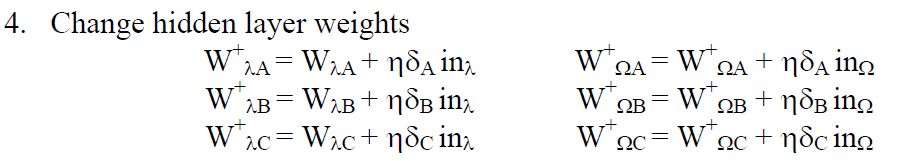 4. Change hidden layer weights
W⁺λA = WλA + ηδA inλ W⁺ΩA = W⁺ΩA + ηδA inΩ
W⁺λB = WλB + ηδB inλ W⁺ΩB = W⁺ΩB + ηδB inΩ
W⁺λC = WλC + ηδC inλ W⁺ΩC = W⁺ΩC + ηδC inΩ